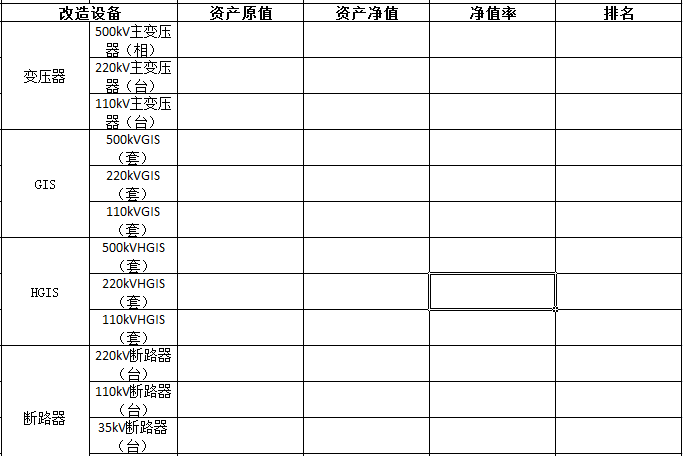 改造设备 资产原值 资产净值 净值率 排名
变压器
500kV主变压
器（相）
220kV主变压
器（台）
110kV主变压
器（台）
GIS
500kVGIS
（套）
220kVGIS
（套）
110kVGIS
（套）
HGIS
500kVHGIS
（套）
220kVHGIS
（套）
110kVHGIS
（套）
断路器
220kV断路器
（台）
110kV断路器
（台）
35kV断路器
（台）